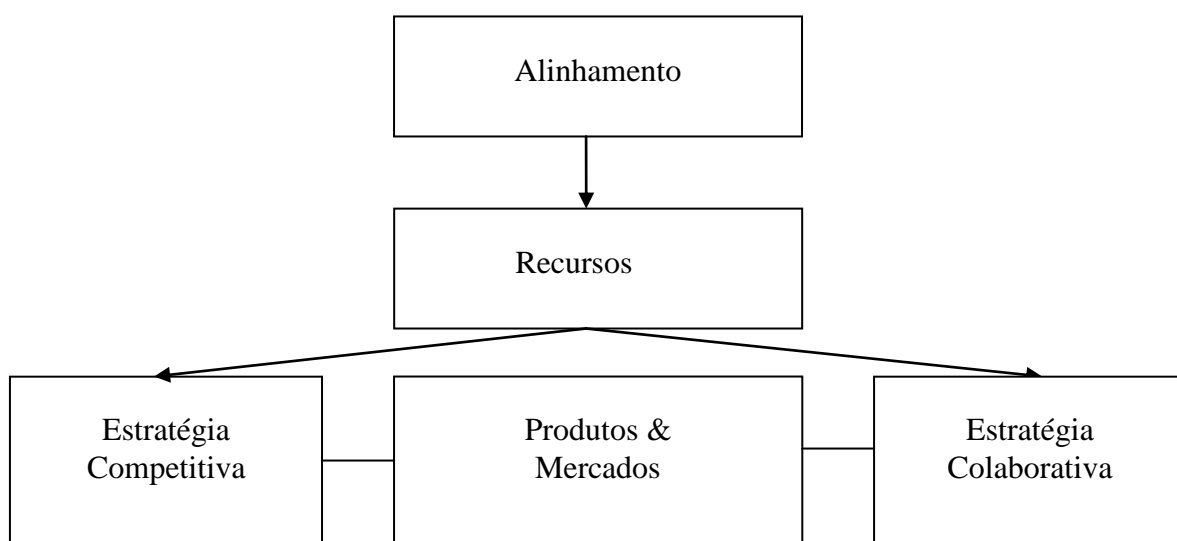 Alinhamento
Recursos
Estratégia
Competitiva
Produtos &
Mercados
Estratégia
Colaborativa